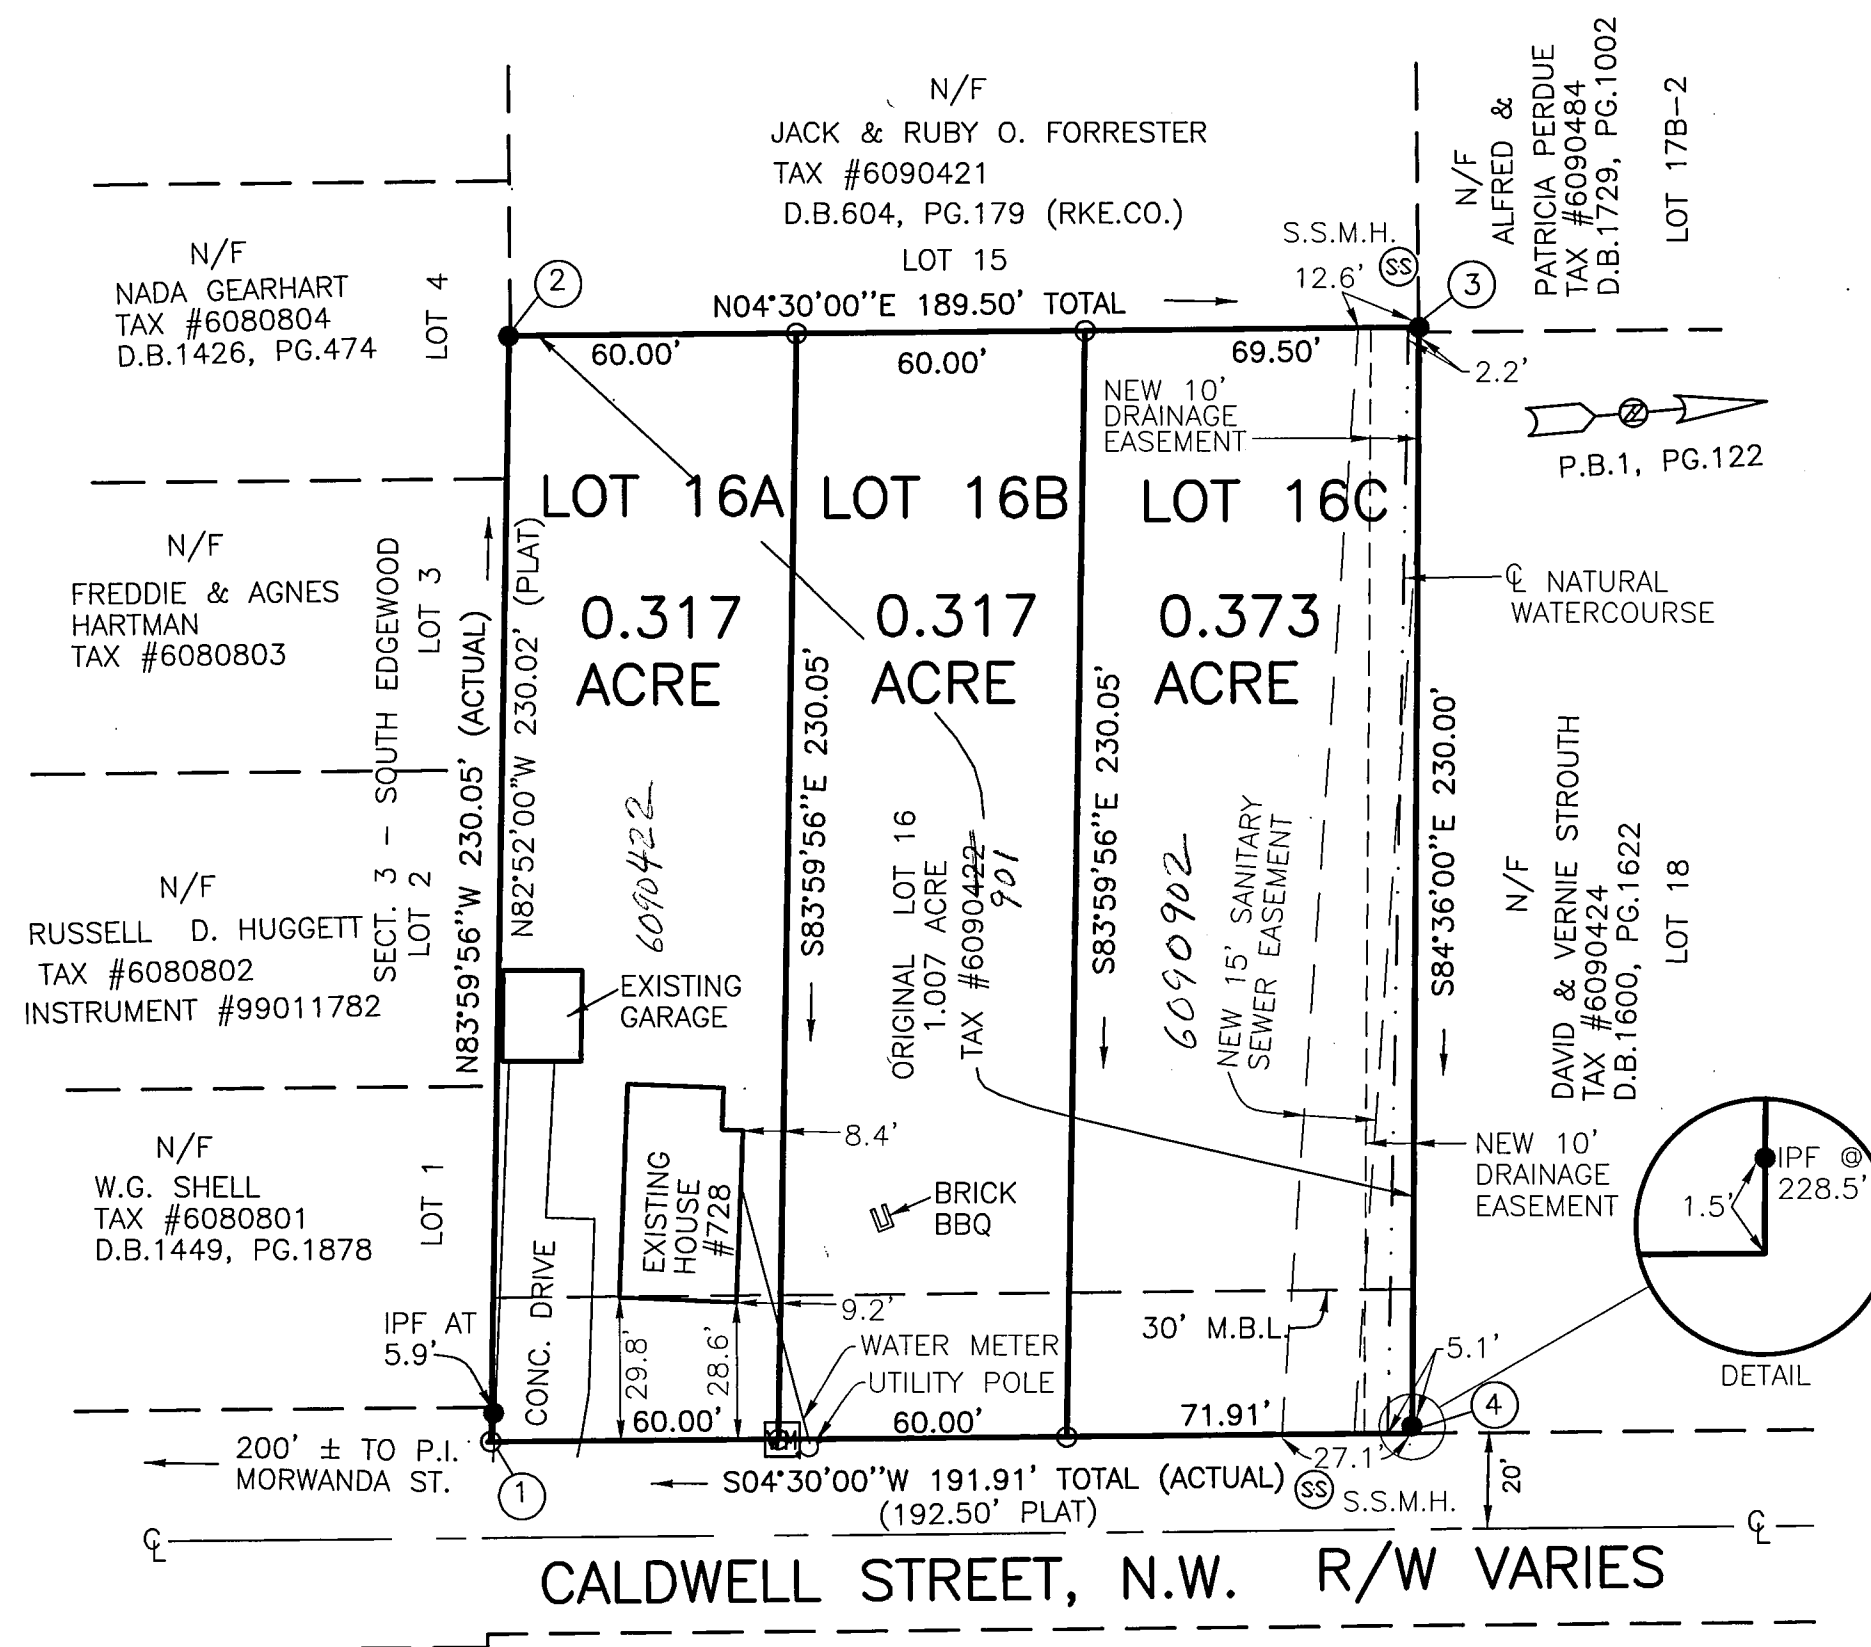 N/F
JACK & RUBY O. FORRESTER
TAX #6090421
D.B.604, PG.179 (RKE.CO.)
LOT 15
N04°30'00"E 189.50' TOTAL
S.S.M.H.
SS
12.6'
3
2
N/F
ALFRED &
PATRICIA PERDUE
TAX #6090484
D.B.1729, PG.1002
LOT 17B-2
N/F
NADA GEARHART
TAX #6080804
D.B.1426, PG.474
LOT 4
60.00'
60.00'
69.50'
2.2'
NEW 10'
DRAINAGE
EASEMENT
P.B.1, PG.122
LOT 16A
LOT 16B
LOT 16C
0.317
ACRE
0.317
ACRE
0.373
ACRE
℄ NATURAL
WATERCOURSE
N/F
FREDDIE & AGNES
HARTMAN
TAX #6080803
LOT 3
SECT. 3 - SOUTH EDGEWOOD
N83°59'56"W 230.05' (ACTUAL)
N82°52'00"W 230.02' (PLAT)
6090422
S83°59'56"E 230.05'
ORIGINAL LOT 16
1.007 ACRE
TAX #6090422
901
S83°59'56"E 230.05'
6090902
NEW 15' SANITARY
SEWER EASEMENT
S84°36'00"E 230.00'
N/F
DAVID & VERNIE STROUTH
TAX #6090424
D.B.1600, PG.1622
LOT 18
N/F
RUSSELL D. HUGGETT
TAX #6080802
INSTRUMENT #99011782
LOT 2
EXISTING
GARAGE
N/F
W.G. SHELL
TAX #6080801
D.B.1449, PG.1878
LOT 1
EXISTING
HOUSE
#728
8.4'
BRICK
BBQ
NEW 10'
DRAINAGE
EASEMENT
IPF @
228.5'
1.5'
DETAIL
CONC. DRIVE
IPF AT
5.9'
29.8'
28.6'
9.2'
WATER METER
UTILITY POLE
30' M.B.L.
5.1'
4
60.00'
WM
60.00'
71.91'
27.1'
20'
200' ± TO P.I.
MORWANDA ST.
1
S04°30'00"W 191.91' TOTAL (ACTUAL)
(192.50' PLAT)
SS
S.S.M.H.
℄
℄
CALDWELL STREET, N.W. R/W VARIES